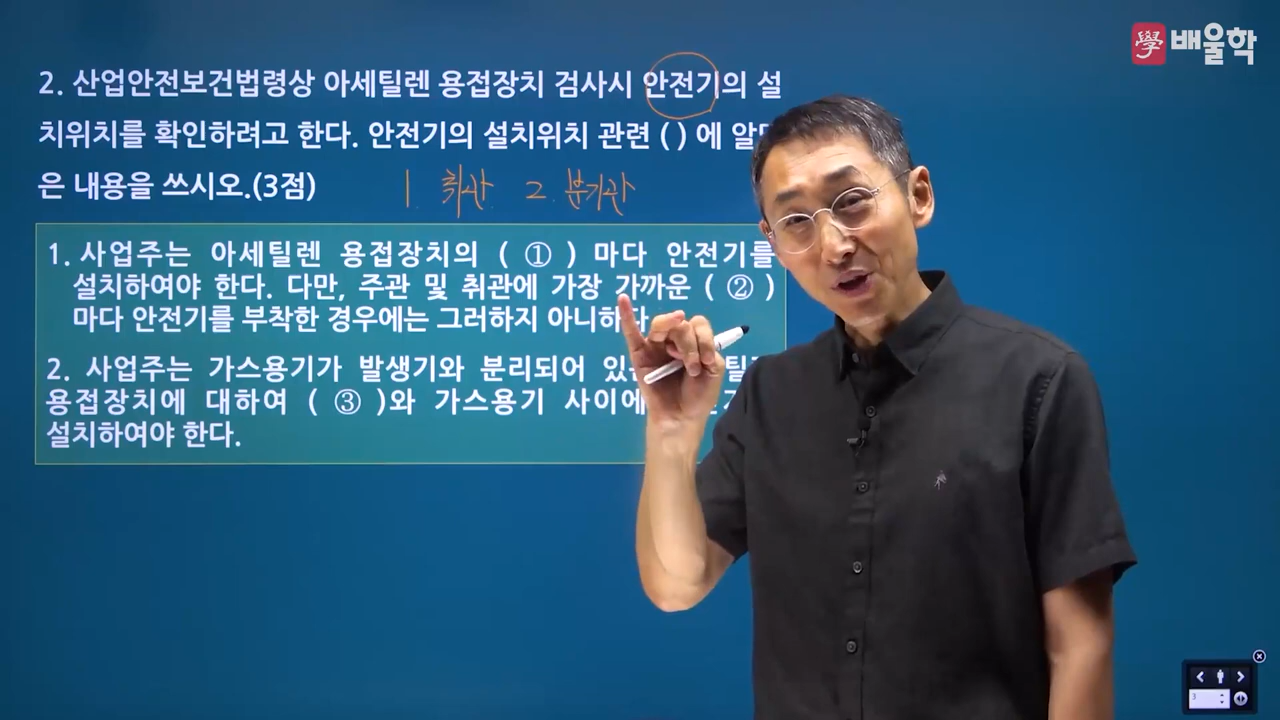 學 배울학
2. 산업안전보건법령상 아세틸렌 용접장치 검사시 안전기의 설
치위치를 확인하려고 한다. 안전기의 설치위치 관련 ( ) 에
은 내용을 쓰시오.(3점)
1. 취관 2. 분기관
1. 사업주는 아세틸렌 용접장치의 ( ① ) 마다 안전기를
설치하여야 한다. 다만, 주관 및 취관에 가장 가까운 ( ② )
마다 안전기를 부착한 경우에는 그러하지 아니하다
2. 사업주는 가스용기가 발생기와 분리되어
용접장치에 대하여 ( ③ )와 가스용기 사이에
설치하여야 한다.
3